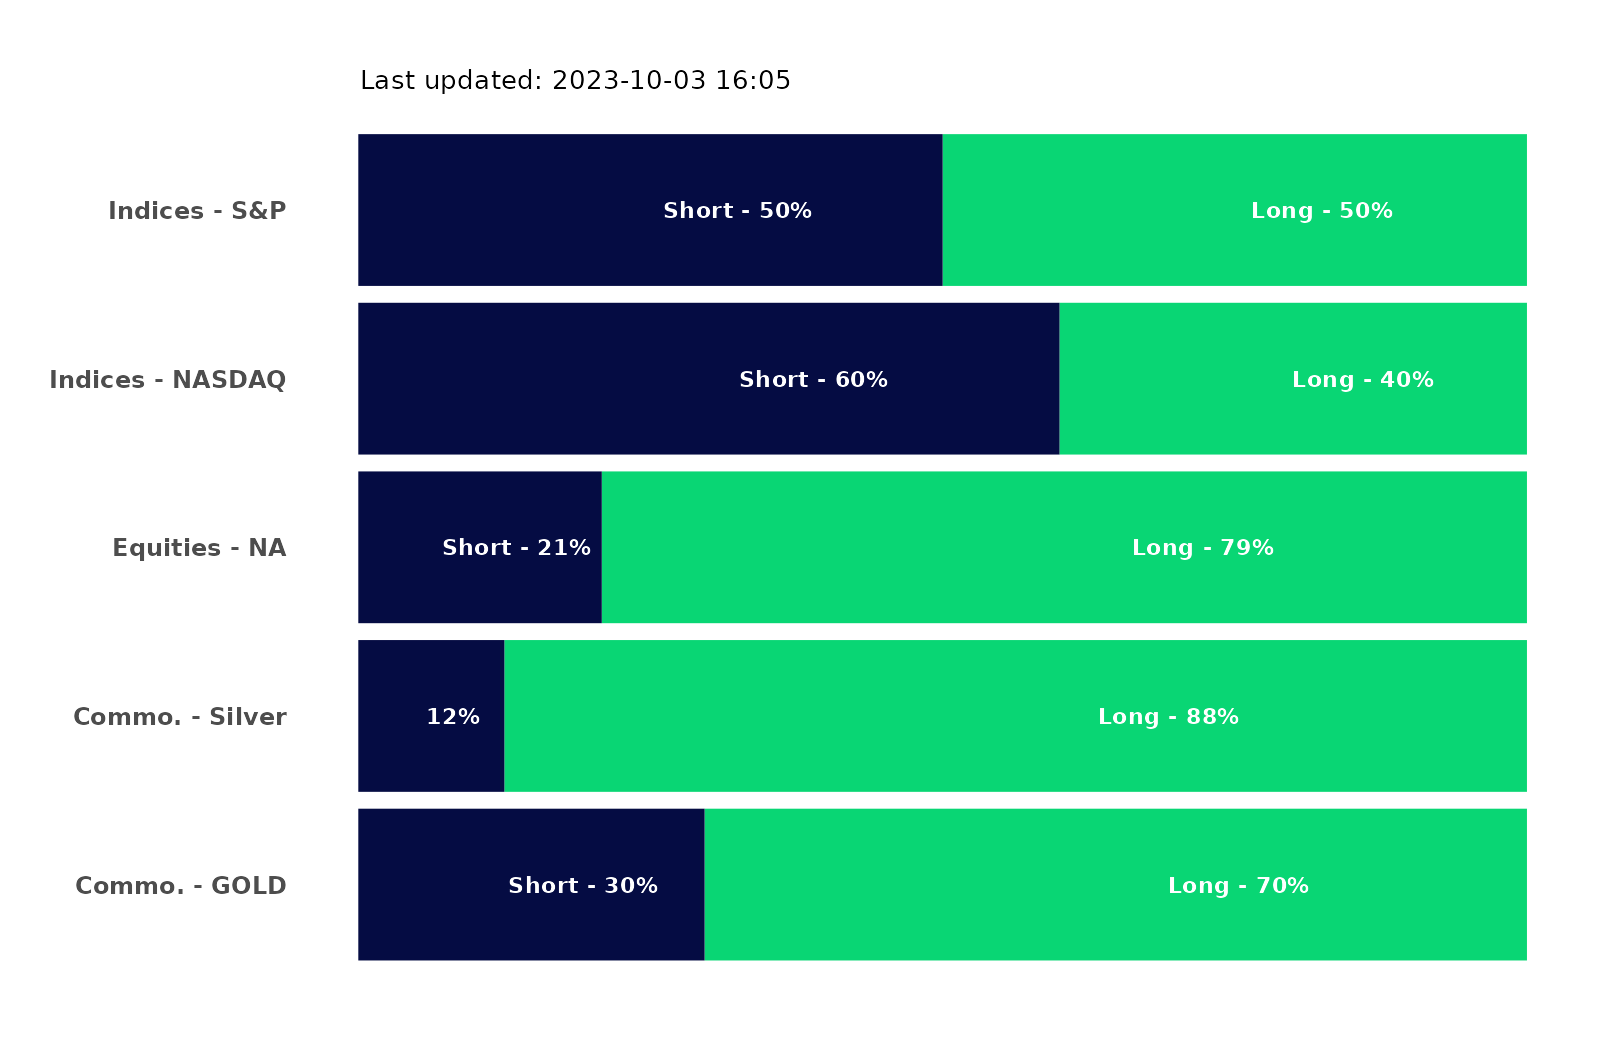 Last updated: 2023-10-03 16:05
Indices - S&P Short - 50% Long - 50%
Indices - NASDAQ Short - 60% Long - 40%
Equities - NA Short - 21% Long - 79%
Commo. - Silver 12% Long - 88%
Commo. - GOLD Short - 30% Long - 70%